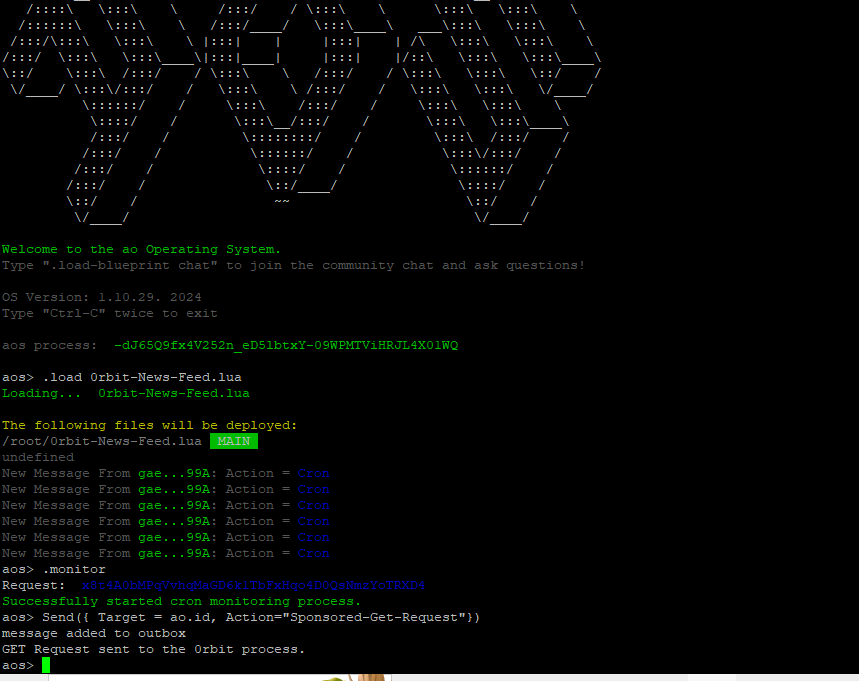 Welcome to the ao Operating System.
Type ".load-blueprint chat" to join the community chat and ask questions!
OS Version: 1.10.29. 2024
Type "Ctrl-C" twice to exit
aos process:
aos> .load 0rbit-News-Feed.lua
Loading... 0rbit-News-Feed.lua
The following files will be deployed:
/root/0rbit-News-Feed.lua MAIN
undefined
New Message From gae...99A: Action = Cron
New Message From gae...99A: Action = Cron
New Message From gae...99A: Action = Cron
New Message From gae...99A: Action = Cron
New Message From gae...99A: Action = Cron
New Message From gae...99A: Action = Cron
aos> .monitor
Request:
Successfully started cron monitoring process.
aos> Send({ Target = ao.id, Action="Sponsored-Get-Request"})
message added to outbox
GET Request sent to the 0rbit process.
aos>